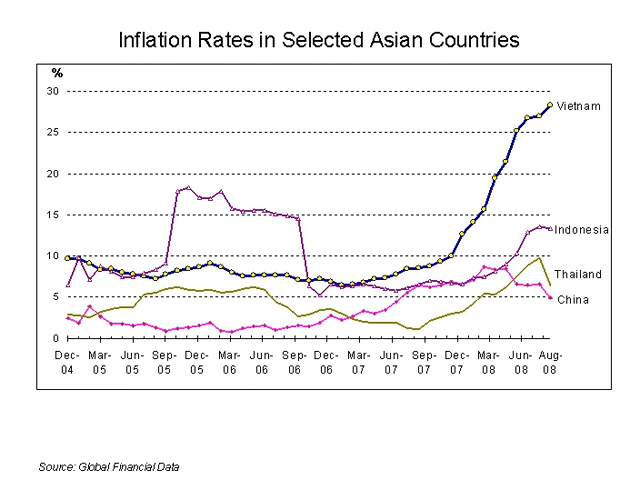 Inflation Rates in Selected Asian Countries
%
30
25
20
15
10
5
0
Vietnam
Indonesia
Thailand
China
Dec- Mar- Jun- Sep- Dec- Mar- Jun- Sep- Dec- Mar- Jun- Sep- Dec- Mar- Jun- Aug-
04 05 05 05 05 06 06 06 06 07 07 07 07 08 08 08
Source: Global Financial Data